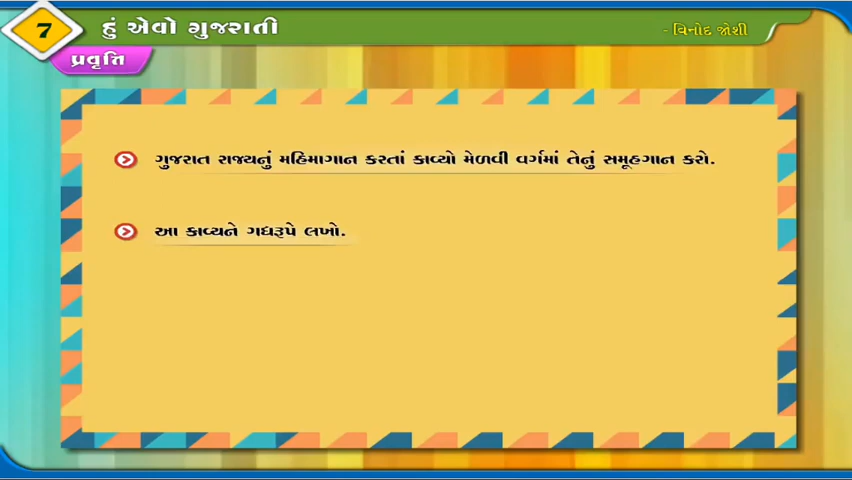 7
હું એવો ગુજરાતી
- વિનોદ જોશી
પ્રવૃત્તિ
ગુજરાત રાજ્યનું મહિમાગાન કરતાં કાવ્યો મેળવી વર્ગમાં તેનું સમૂહગાન કરો.
આ કાવ્યને ગદ્યરૂપે લખો.